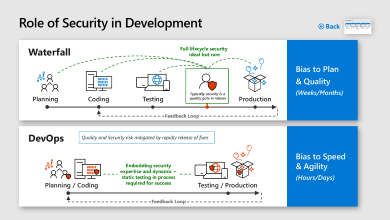 Role of Security in Development
Back
Waterfall
Full lifecycle security
ideal but rare
Typically security is a
quality gate in release
Planning
Coding
Testing
Production
Feedback Loop
Bias to Plan
& Quality
(Weeks/Months)
DevOps
Quality and Security risk mitigated by rapidly release of fixes
Embedding security
expertise and dynamic +
static testing in process
required for success
Planning / Coding
Testing / Production
Feedback Loop
Bias to Speed
& Agility
(Hours/Days)